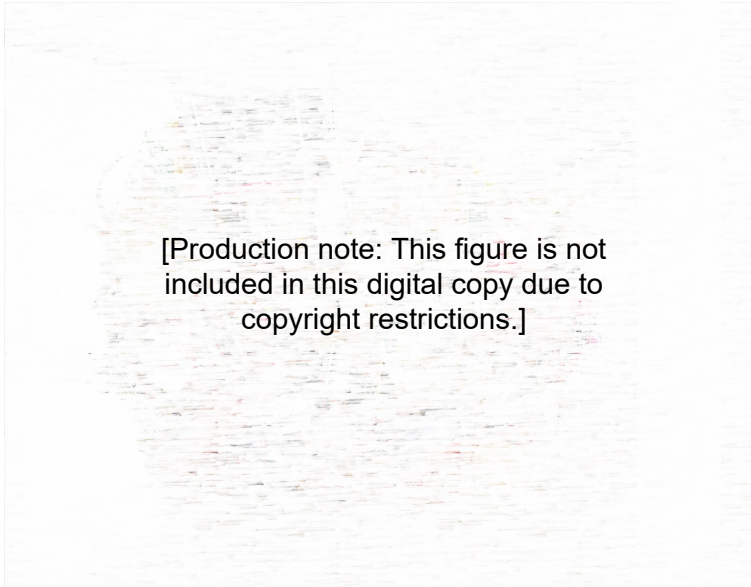 [Production note: This figure is not
included in this digital copy due to
copyright restrictions.]